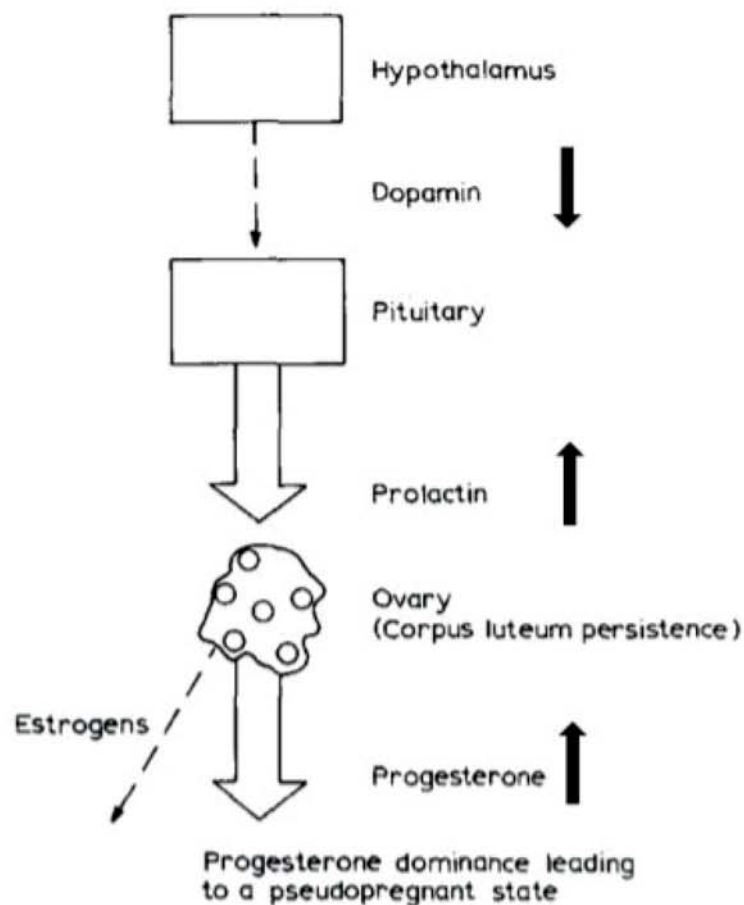 Hypothalamus
Dopamin
Pituitary
Prolactin
Ovary
(Corpus luteum persistence)
Estrogens
Progesterone
Progesterone dominance leading
to a pseudopregnant state